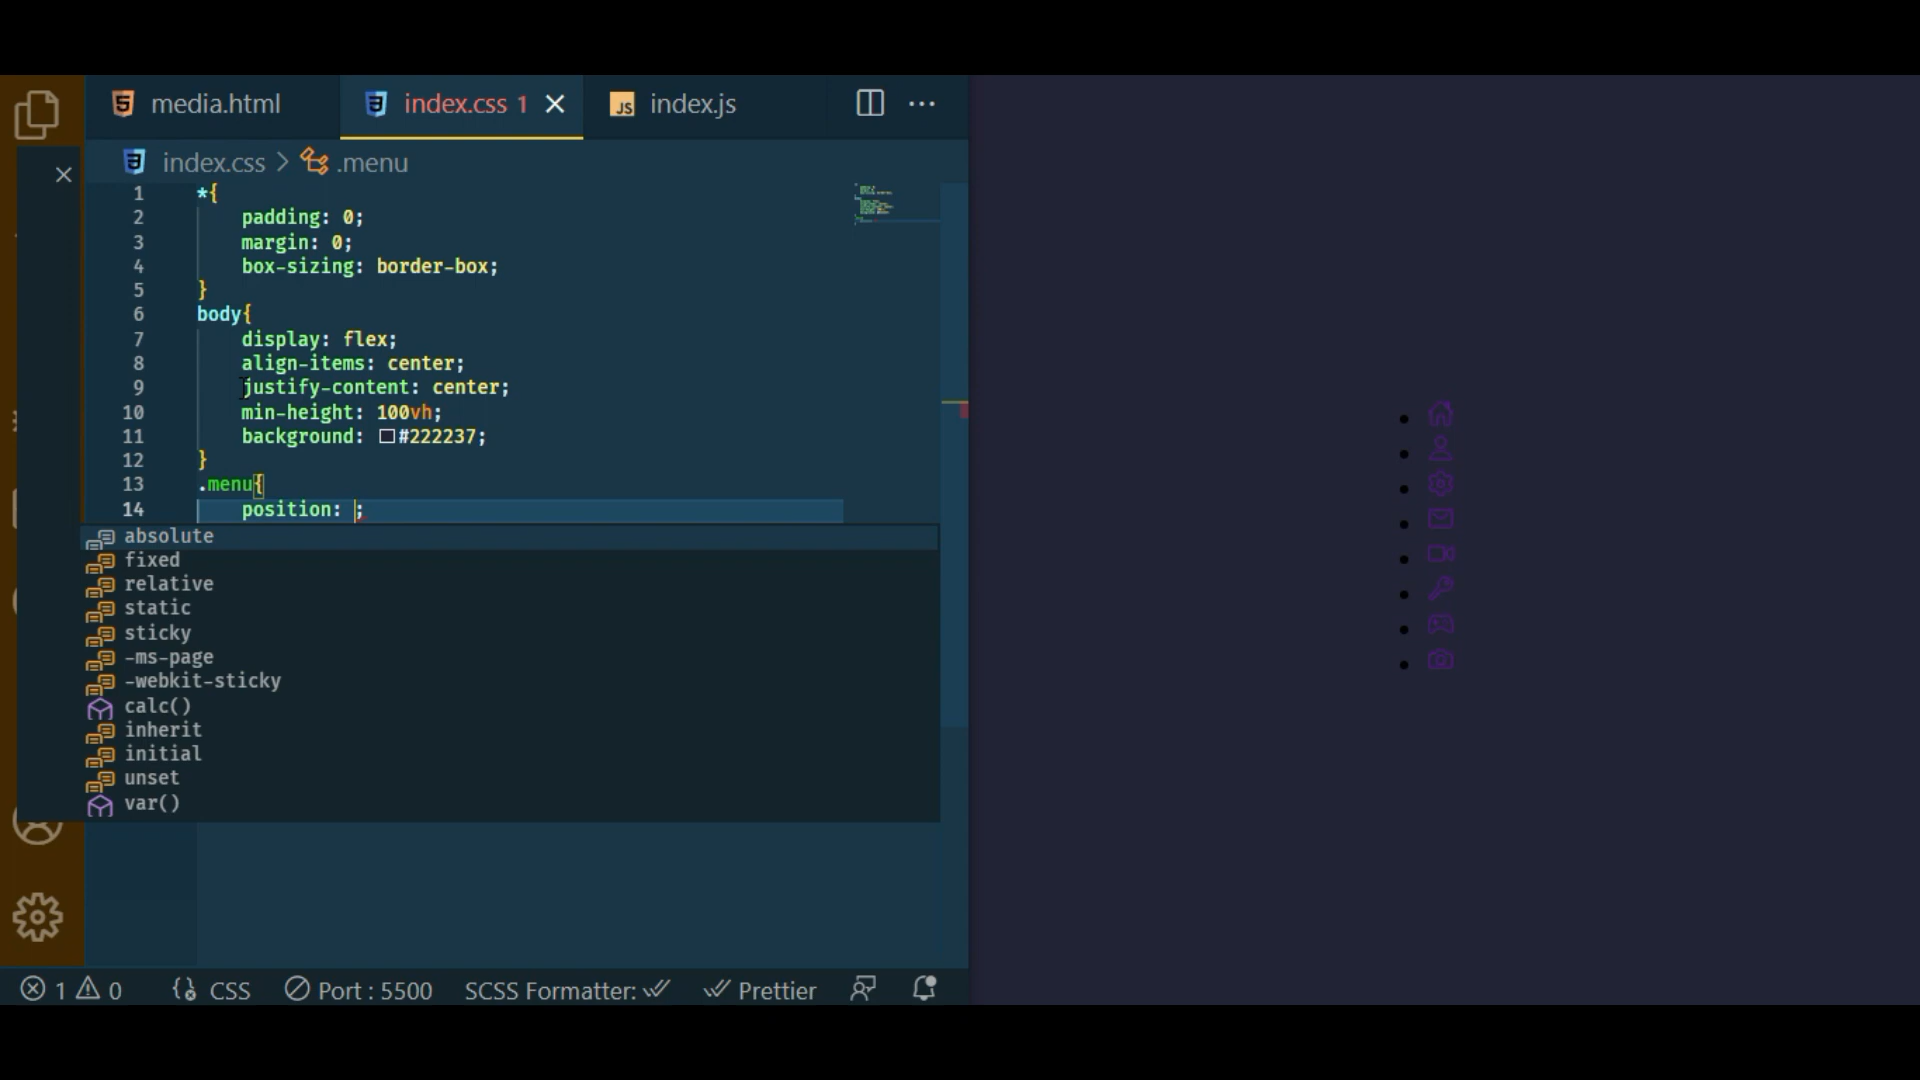 media.html
index.css 1
index.js
index.css > .menu
1 *{
2 padding: 0;
3 margin: 0;
4 box-sizing: border-box;
5 }
6 body{
7 display: flex;
8 align-items: center;
9 justify-content: center;
10 min-height: 100vh;
11 background: #222237;
12 }
13 .menu{
14 position: ;
absolute
fixed
relative
static
sticky
-ms-page
-webkit-sticky
calc()
inherit
initial
unset
var()
1 0 CSS Port : 5500 SCSS Formatter: Prettier